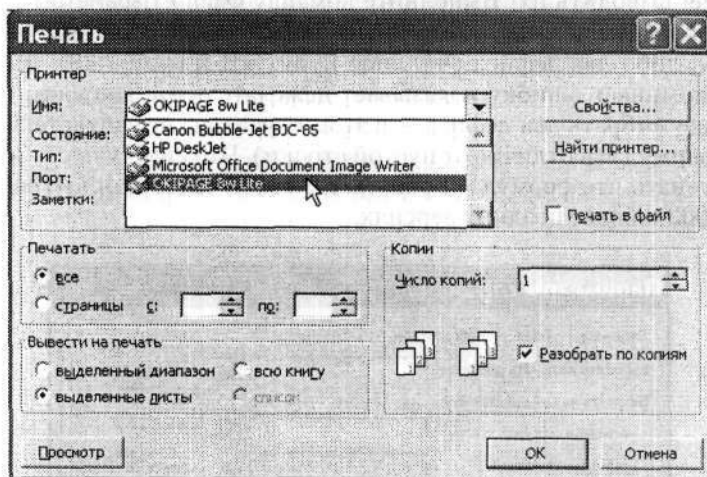 Печать
Принтер
Имя:
OKIPAGE 8w Lite
Свойства...
Состояние:
Canon Bubble-Jet BJC-85
Тип:
HP DeskJet
Найти принтер...
Порт:
Microsoft Office Document Image Writer
Заметки:
OKIPAGE 8w Lite
Печать в файл
Печатать
все
страницы с: по:
Копии
Число копий: 1
Разобрать по копиям
Вывести на печать
выделенный диапазон всю книгу
выделенные листы список
Просмотр
ОК
Отмена